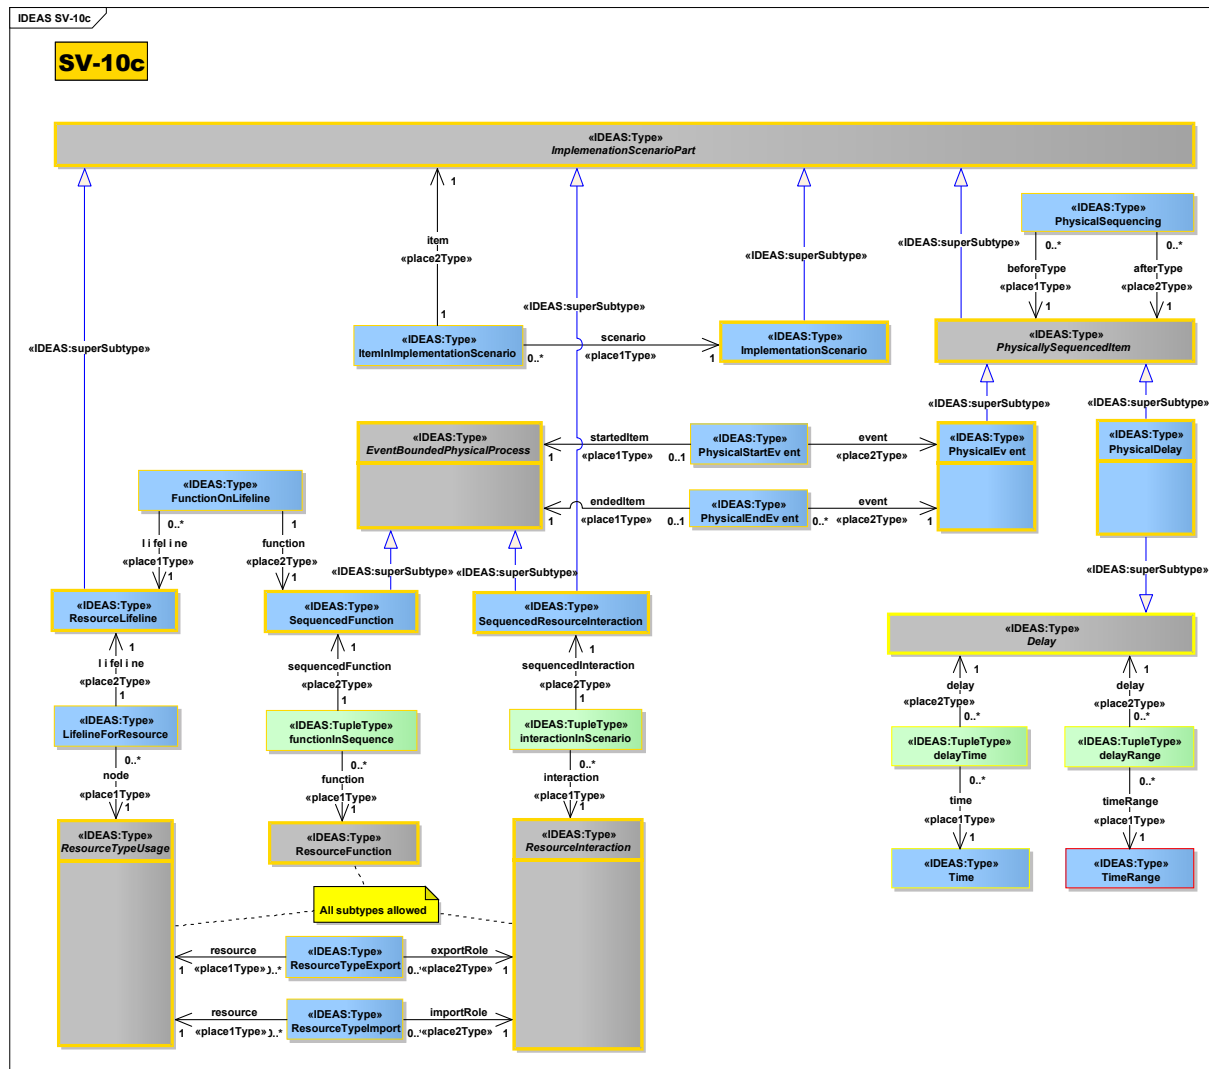 IDEAS SV-10c
SV-10c
«IDEAS:Type»
ImplemenationScenarioPart
«IDEAS:Type»
PhysicalSequencing
1
0..*
0..*
item
«place2Type»
«IDEAS:superSubtype»
«IDEAS:superSubtype»
beforeType
«place1Type»
afterType
«place2Type»
«IDEAS:superSubtype»
1
1
1
«IDEAS:superSubtype»
«IDEAS:Type»
ItemInImplementationScenario
0..*
scenario
«place1Type»
1
«IDEAS:Type»
ImplementationScenario
«IDEAS:Type»
PhysicallySequencedItem
«IDEAS:superSubtype»
«IDEAS:superSubtype»
«IDEAS:Type»
EventBoundedPhysicalProcess
1
startedItem
«place1Type»
0..1
«IDEAS:Type»
PhysicalStartEv ent
event
«place2Type»
«IDEAS:Type»
PhysicalEv ent
«IDEAS:Type»
PhysicalDelay
«IDEAS:Type»
FunctionOnLifeline
1
endedItem
«place1Type»
0..1
«IDEAS:Type»
PhysicalEndEv ent
0..*
event
«place2Type»
1
0..*
l i fel i ne
«place1Type»
1
1
function
«place2Type»
1
«IDEAS:superSubtype»
«IDEAS:superSubtype»
«IDEAS:superSubtype»
«IDEAS:Type»
ResourceLifeline
«IDEAS:Type»
SequencedFunction
«IDEAS:Type»
SequencedResourceInteraction
«IDEAS:Type»
Delay
1
l i fel i ne
«place2Type»
1
1
sequencedFunction
«place2Type»
1
1
sequencedInteraction
«place2Type»
1
1
delay
«place2Type»
0..*
1
delay
«place2Type»
0..*
«IDEAS:Type»
LifelineForResource
«IDEAS:TupleType»
functionInSequence
«IDEAS:TupleType»
interactionInScenario
«IDEAS:TupleType»
delayTime
«IDEAS:TupleType»
delayRange
0..*
node
«place1Type»
1
0..*
function
«place1Type»
1
0..*
interaction
«place1Type»
1
0..*
time
«place1Type»
1
0..*
timeRange
«place1Type»
1
«IDEAS:Type»
ResourceTypeUsage
«IDEAS:Type»
ResourceFunction
«IDEAS:Type»
ResourceInteraction
«IDEAS:Type»
Time
«IDEAS:Type»
TimeRange
All subtypes allowed
1
resource
«place1Type»
0..*
«IDEAS:Type»
ResourceTypeExport
0..*
exportRole
«place2Type»
1
1
resource
«place1Type»
0..*
«IDEAS:Type»
ResourceTypeImport
0..*
importRole
«place2Type»
1